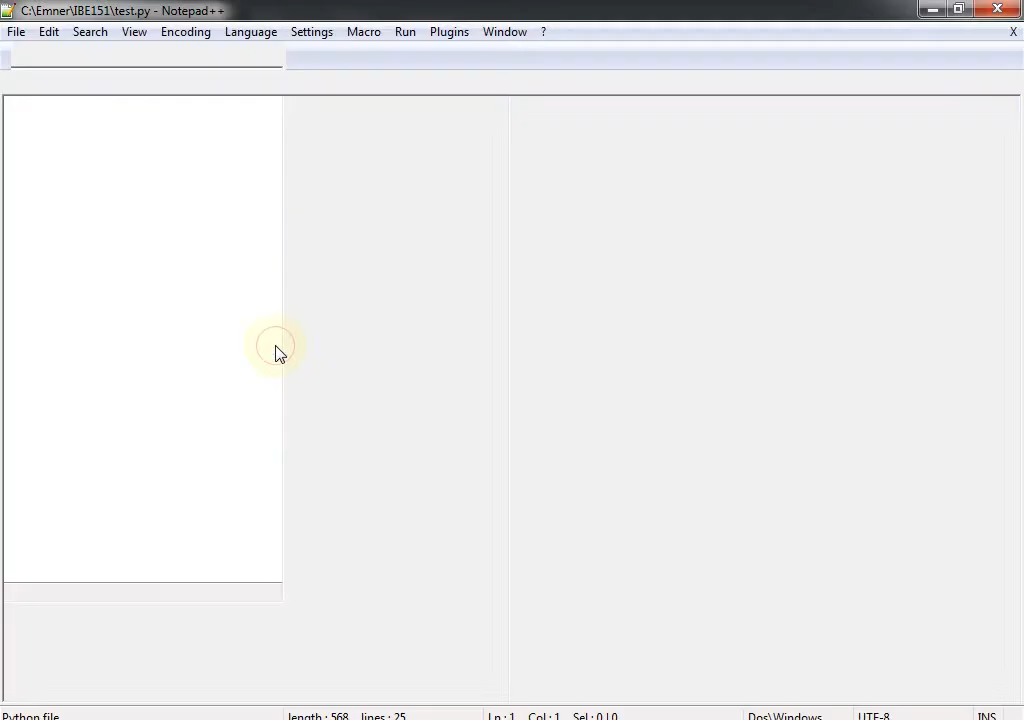 C:\Emner\IBE151\test.py - Notepad++
File Edit Search View Encoding Language Settings Macro Run Plugins Window ? X
Python file length : 568 lines : 25 Ln : 1 Col : 1 Sel : 0 | 0 Dos\Windows UTF-8 INS